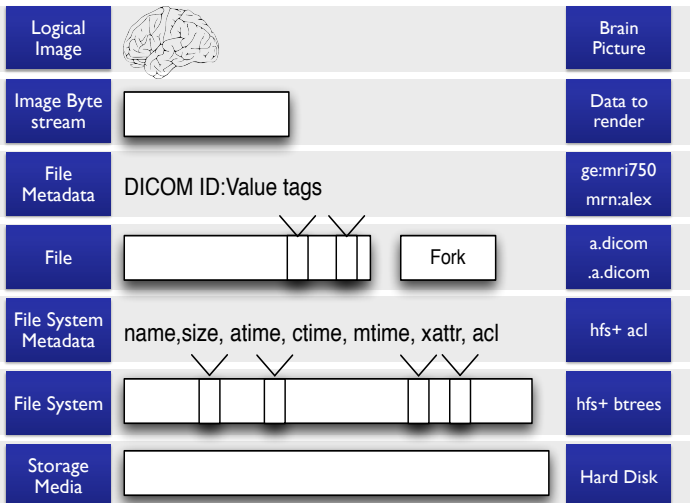 Logical
Image
Brain
Picture
Image Byte
stream
Data to
render
File
Metadata
DICOM ID:Value tags
ge:mri750
mrn:alex
File
Fork
a.dicom
.a.dicom
File System
Metadata
name,size, atime, ctime, mtime, xattr, acl
hfs+ acl
File System
hfs+ btrees
Storage
Media
Hard Disk